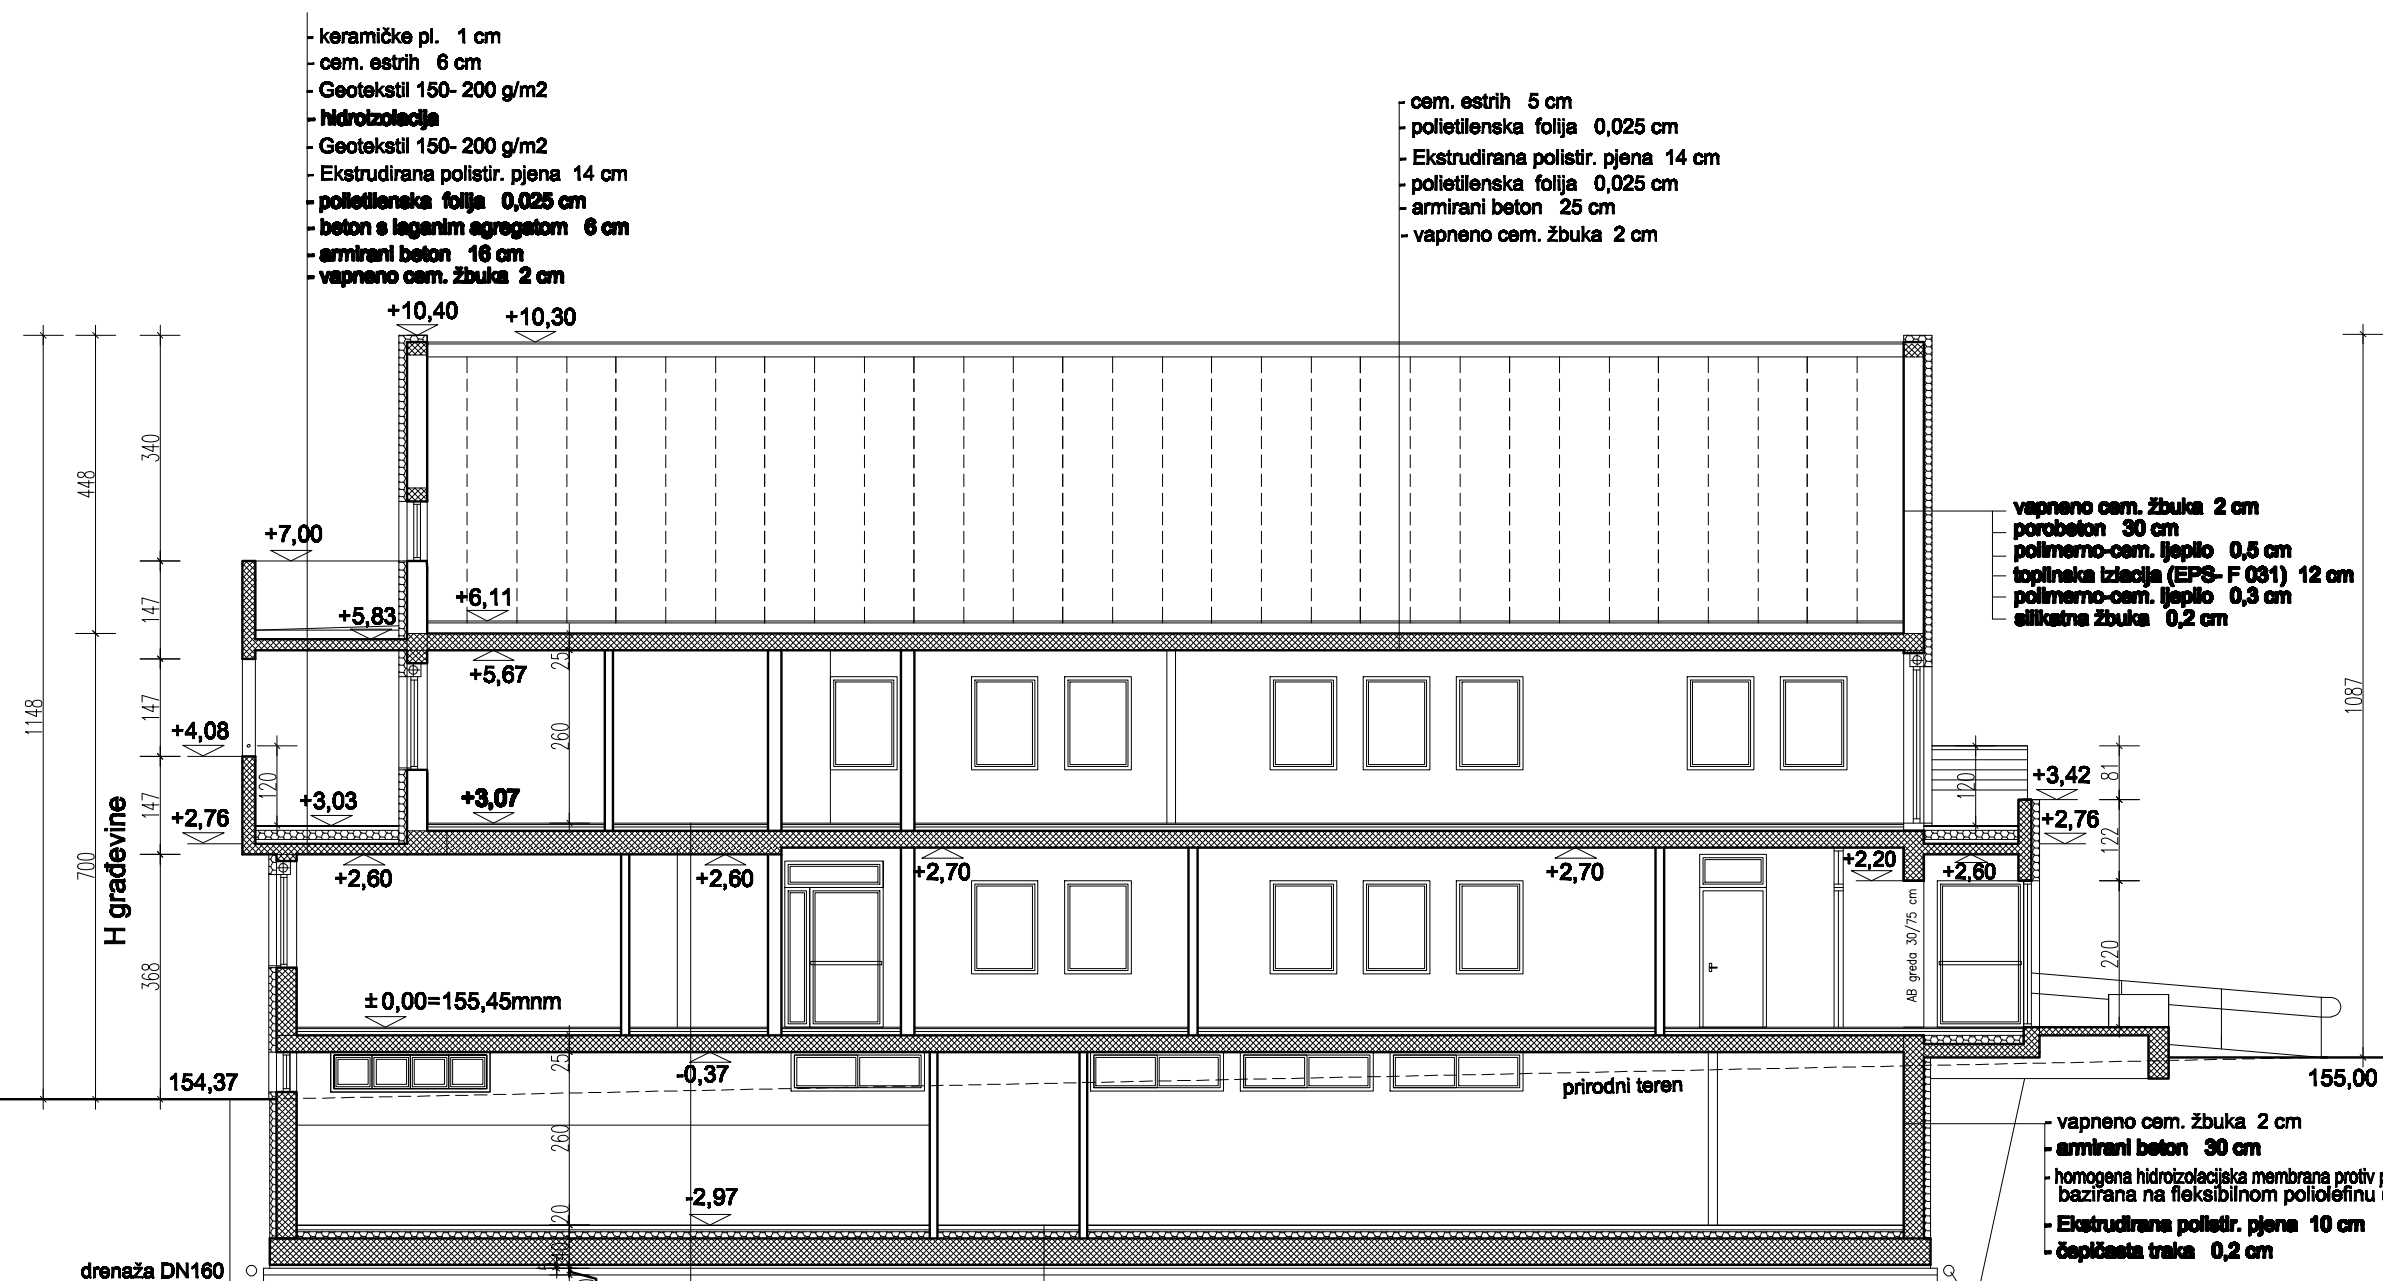 - keramičke pl. 1 cm
- cem. estrih 6 cm
- Geotekstil 150- 200 g/m2
- hidroizolacija
- Geotekstil 150- 200 g/m2
- Ekstrudirana polistir. pjena 14 cm
- polietilenska folija 0,025 cm
- beton s laganim agregatom 6 cm
- armirani beton 16 cm
- vapneno cem. žbuka 2 cm
- cem. estrih 5 cm
- polietilenska folija 0,025 cm
- Ekstrudirana polistir. pjena 14 cm
- polietilenska folija 0,025 cm
- armirani beton 25 cm
- vapneno cem. žbuka 2 cm
+10,40
+10,30
340
448
+7,00
vapneno cem. žbuka 2 cm
porobeton 30 cm
polimerno-cem. ljepilo 0,5 cm
toplinska izlacija (EPS- F 031) 12 cm
polimerno-cem. ljepilo 0,3 cm
silikatna žbuka 0,2 cm
147
+5,83
+6,11
25
+5,67
1148
147
1087
+4,08
260
120
+3,03
+3,07
147
+2,76
120
+3,42
81
+2,76
122
H građevine
700
+2,60
+2,60
+2,70
+2,70
+2,20
+2,60
AB greda 30/75 cm
220
368
±0,00=155,45mnm
154,37
25
-0,37
prirodni teren
155,00
260
-2,97
20
- vapneno cem. žbuka 2 cm
- armirani beton 30 cm
- homogena hidroizolacijska membrana protiv
bazirana na fleksibilnom poliolefinu
- Ekstrudirana polistir. pjena 10 cm
- čepičasta traka 0,2 cm
drenaža DN160